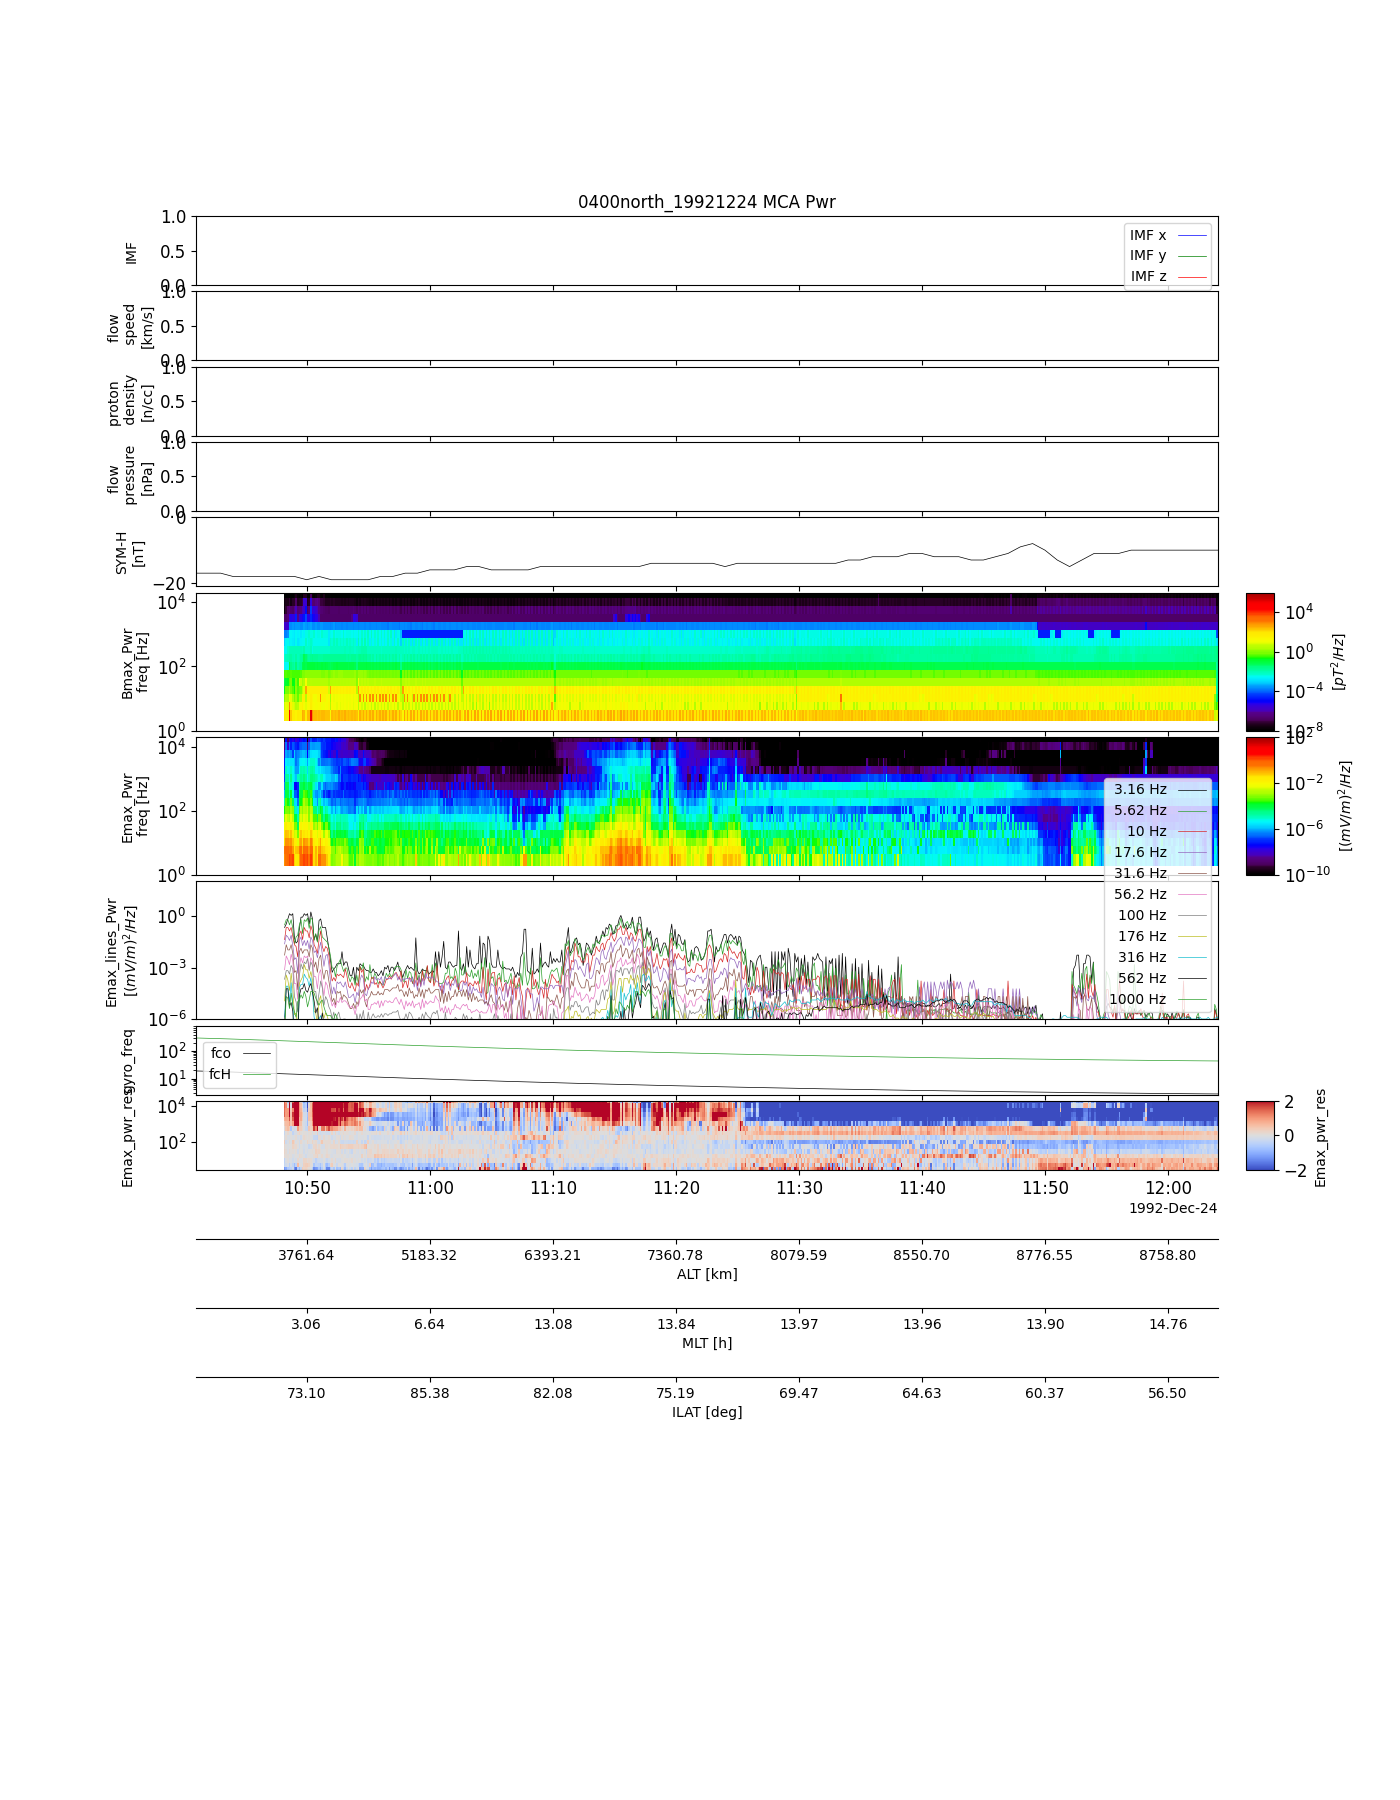 0400north_19921224 MCA Pwr
1.0
0.5
0.0
IMF
IMF x
IMF y
IMF z
1.0
0.5
0.0
flow
speed
[km/s]
1.0
0.5
0.0
proton
density
[n/cc]
1.0
0.5
0.0
flow
pressure
[nPa]
0
−20
SYM-H
[nT]
10^4
10^2
10^0
Bmax_Pwr
freq [Hz]
10^4
10^0
10^−4
10^−8
[pT^2/Hz]
10^4
10^2
10^0
Emax_Pwr
freq [Hz]
10^2
10^−2
10^−6
10^−10
[(mV/m)^2/Hz]
3.16 Hz
5.62 Hz
10 Hz
17.6 Hz
31.6 Hz
56.2 Hz
100 Hz
176 Hz
316 Hz
562 Hz
1000 Hz
10^0
10^−3
10^−6
Emax_lines_Pwr
[(mV/m)^2/Hz]
10^2
10^1
gyro_freq
fco
fcH
10^4
10^2
Emax_pwr_res
2
0
−2
Emax_pwr_res
10:50 11:00 11:10 11:20 11:30 11:40 11:50 12:00
1992-Dec-24
3761.64 5183.32 6393.21 7360.78 8079.59 8550.70 8776.55 8758.80
ALT [km]
3.06 6.64 13.08 13.84 13.97 13.96 13.90 14.76
MLT [h]
73.10 85.38 82.08 75.19 69.47 64.63 60.37 56.50
ILAT [deg]